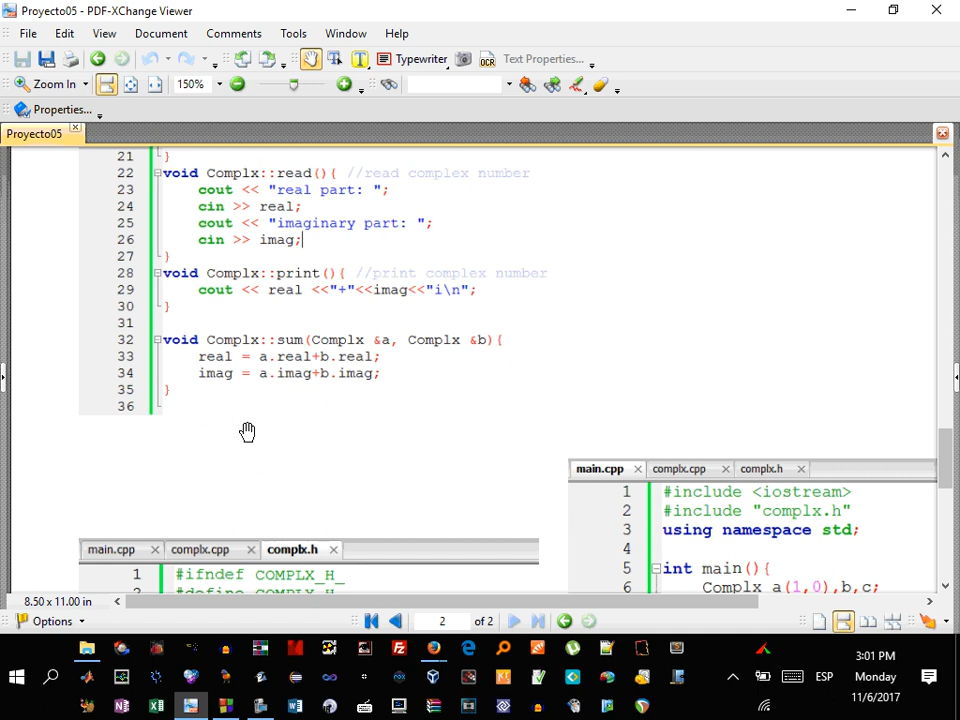 Proyecto05 - PDF-XChange Viewer
File Edit View Document Comments Tools Window Help
Typewriter OCR Text Properties...
Zoom In 150%
Properties...
Proyecto05
21 }
22 void Complx::read(){ //read complex number
23 cout << "real part: ";
24 cin >> real;
25 cout << "imaginary part: ";
26 cin >> imag;
27 }
28 void Complx::print(){ //print complex number
29 cout << real <<"+"<<imag<<"i\n";
30 }
31
32 void Complx::sum(Complx &a, Complx &b){
33 real = a.real+b.real;
34 imag = a.imag+b.imag;
35 }
36
main.cpp complx.cpp complx.h
1 #include <iostream>
2 #include "complx.h"
3 using namespace std;
4
5 int main(){
6 Complx a(1,0),b,c;
main.cpp complx.cpp complx.h
1 #ifndef COMPLX_H_
#define COMPLX_H_
8.50 x 11.00 in
Options 2 of 2
3:01 PM
ESP Monday
11/6/2017